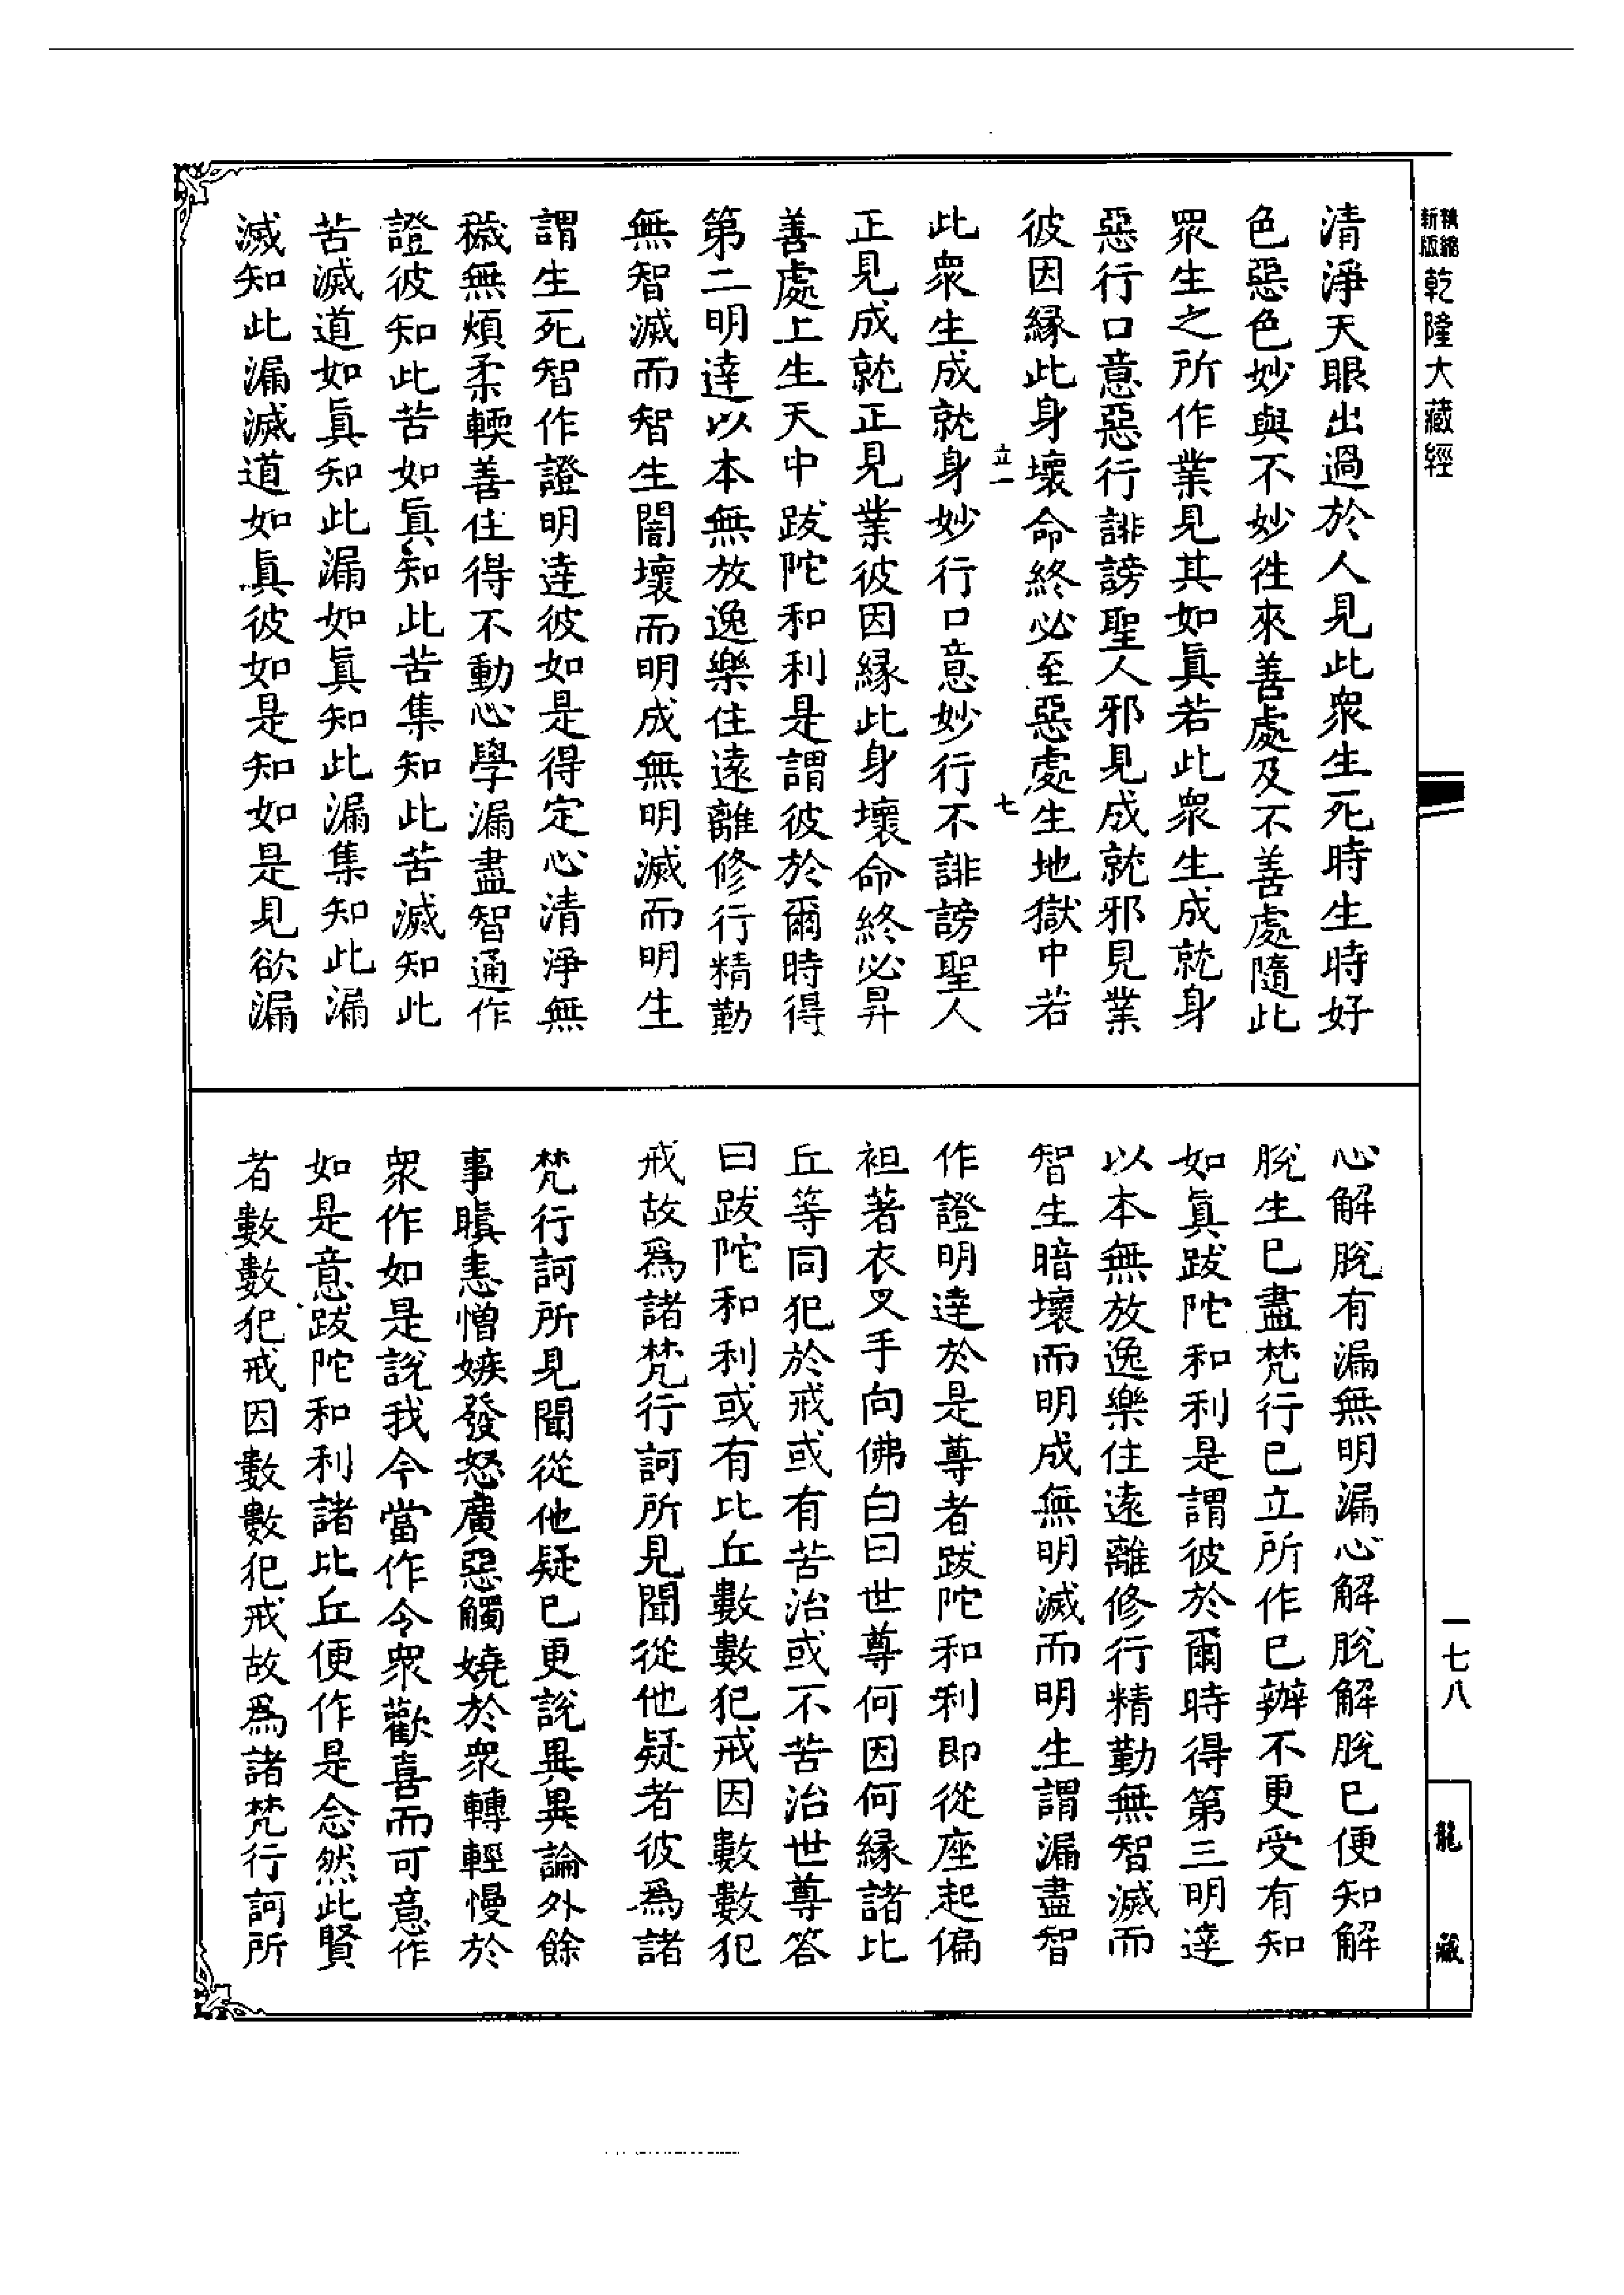 精縮新版乾隆大藏經
清淨天眼出過於人見此衆生死時生時好
色惡色妙與不妙徃來善處及不善處隨此
眾生之所作業見其如眞若此衆生成就身
惡行口意惡行誹謗聖人邪見成就邪見業
彼因緣此身壞命終必至惡處生地獄中若
立一
七
此衆生成就身妙行口意妙行不誹謗聖人
正見成就正見業彼因緣此身壞命終必昇
善處上生天中跋陀和利是謂彼於爾時得
第二明達以本無放逸樂住遠離修行精勤
無智滅而智生闇壞而明成無明滅而明生
謂生死智作證明達彼如是得定心清淨無
穢無煩柔輭善住得不動心學漏盡智通作
證彼知此苦如眞知此苦集知此苦滅知此
苦滅道如眞知此漏如眞知此漏集知此漏
滅知此漏滅道如眞彼如是知如是見欲漏
心解脫有漏無明漏心解脫解脫已便知解
脫生已盡梵行已立所作已辦不更受有知
如眞跋陀和利是謂彼於爾時得第三明達
以本無放逸樂住遠離修行精勤無智滅而
智生暗壞而明成無明滅而明生謂漏盡智
作證明達於是尊者跋陀和利即從座起偏
袒著衣叉手向佛白曰世尊何因何緣諸比
丘等同犯於戒或有苦治或不苦治世尊答
曰跋陀和利或有比丘數數犯戒因數數犯
戒故爲諸梵行訶所見聞從他疑者彼爲諸
梵行訶所見聞從他疑已更說異異論外餘
事瞋恚憎嫉發怒廣惡觸嬈於衆轉輕慢於
衆作如是說我今當作令衆歡喜而可意作
如是意跋陀和利諸比丘便作是念然此賢
者數數犯戒因數數犯戒故爲諸梵行訶所
一七八
龍藏